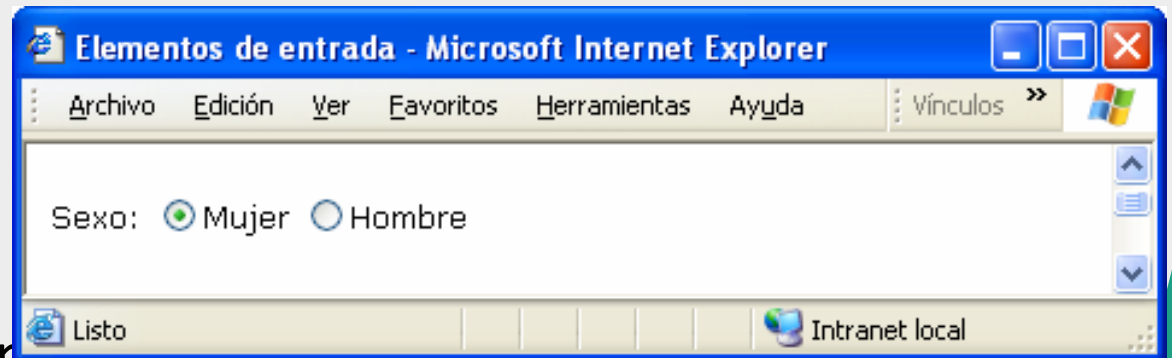 Elementos de entrada - Microsoft Internet Explorer
Archivo Edición Ver Favoritos Herramientas Ayuda Vínculos »
Sexo: Mujer Hombre
Listo Intranet local